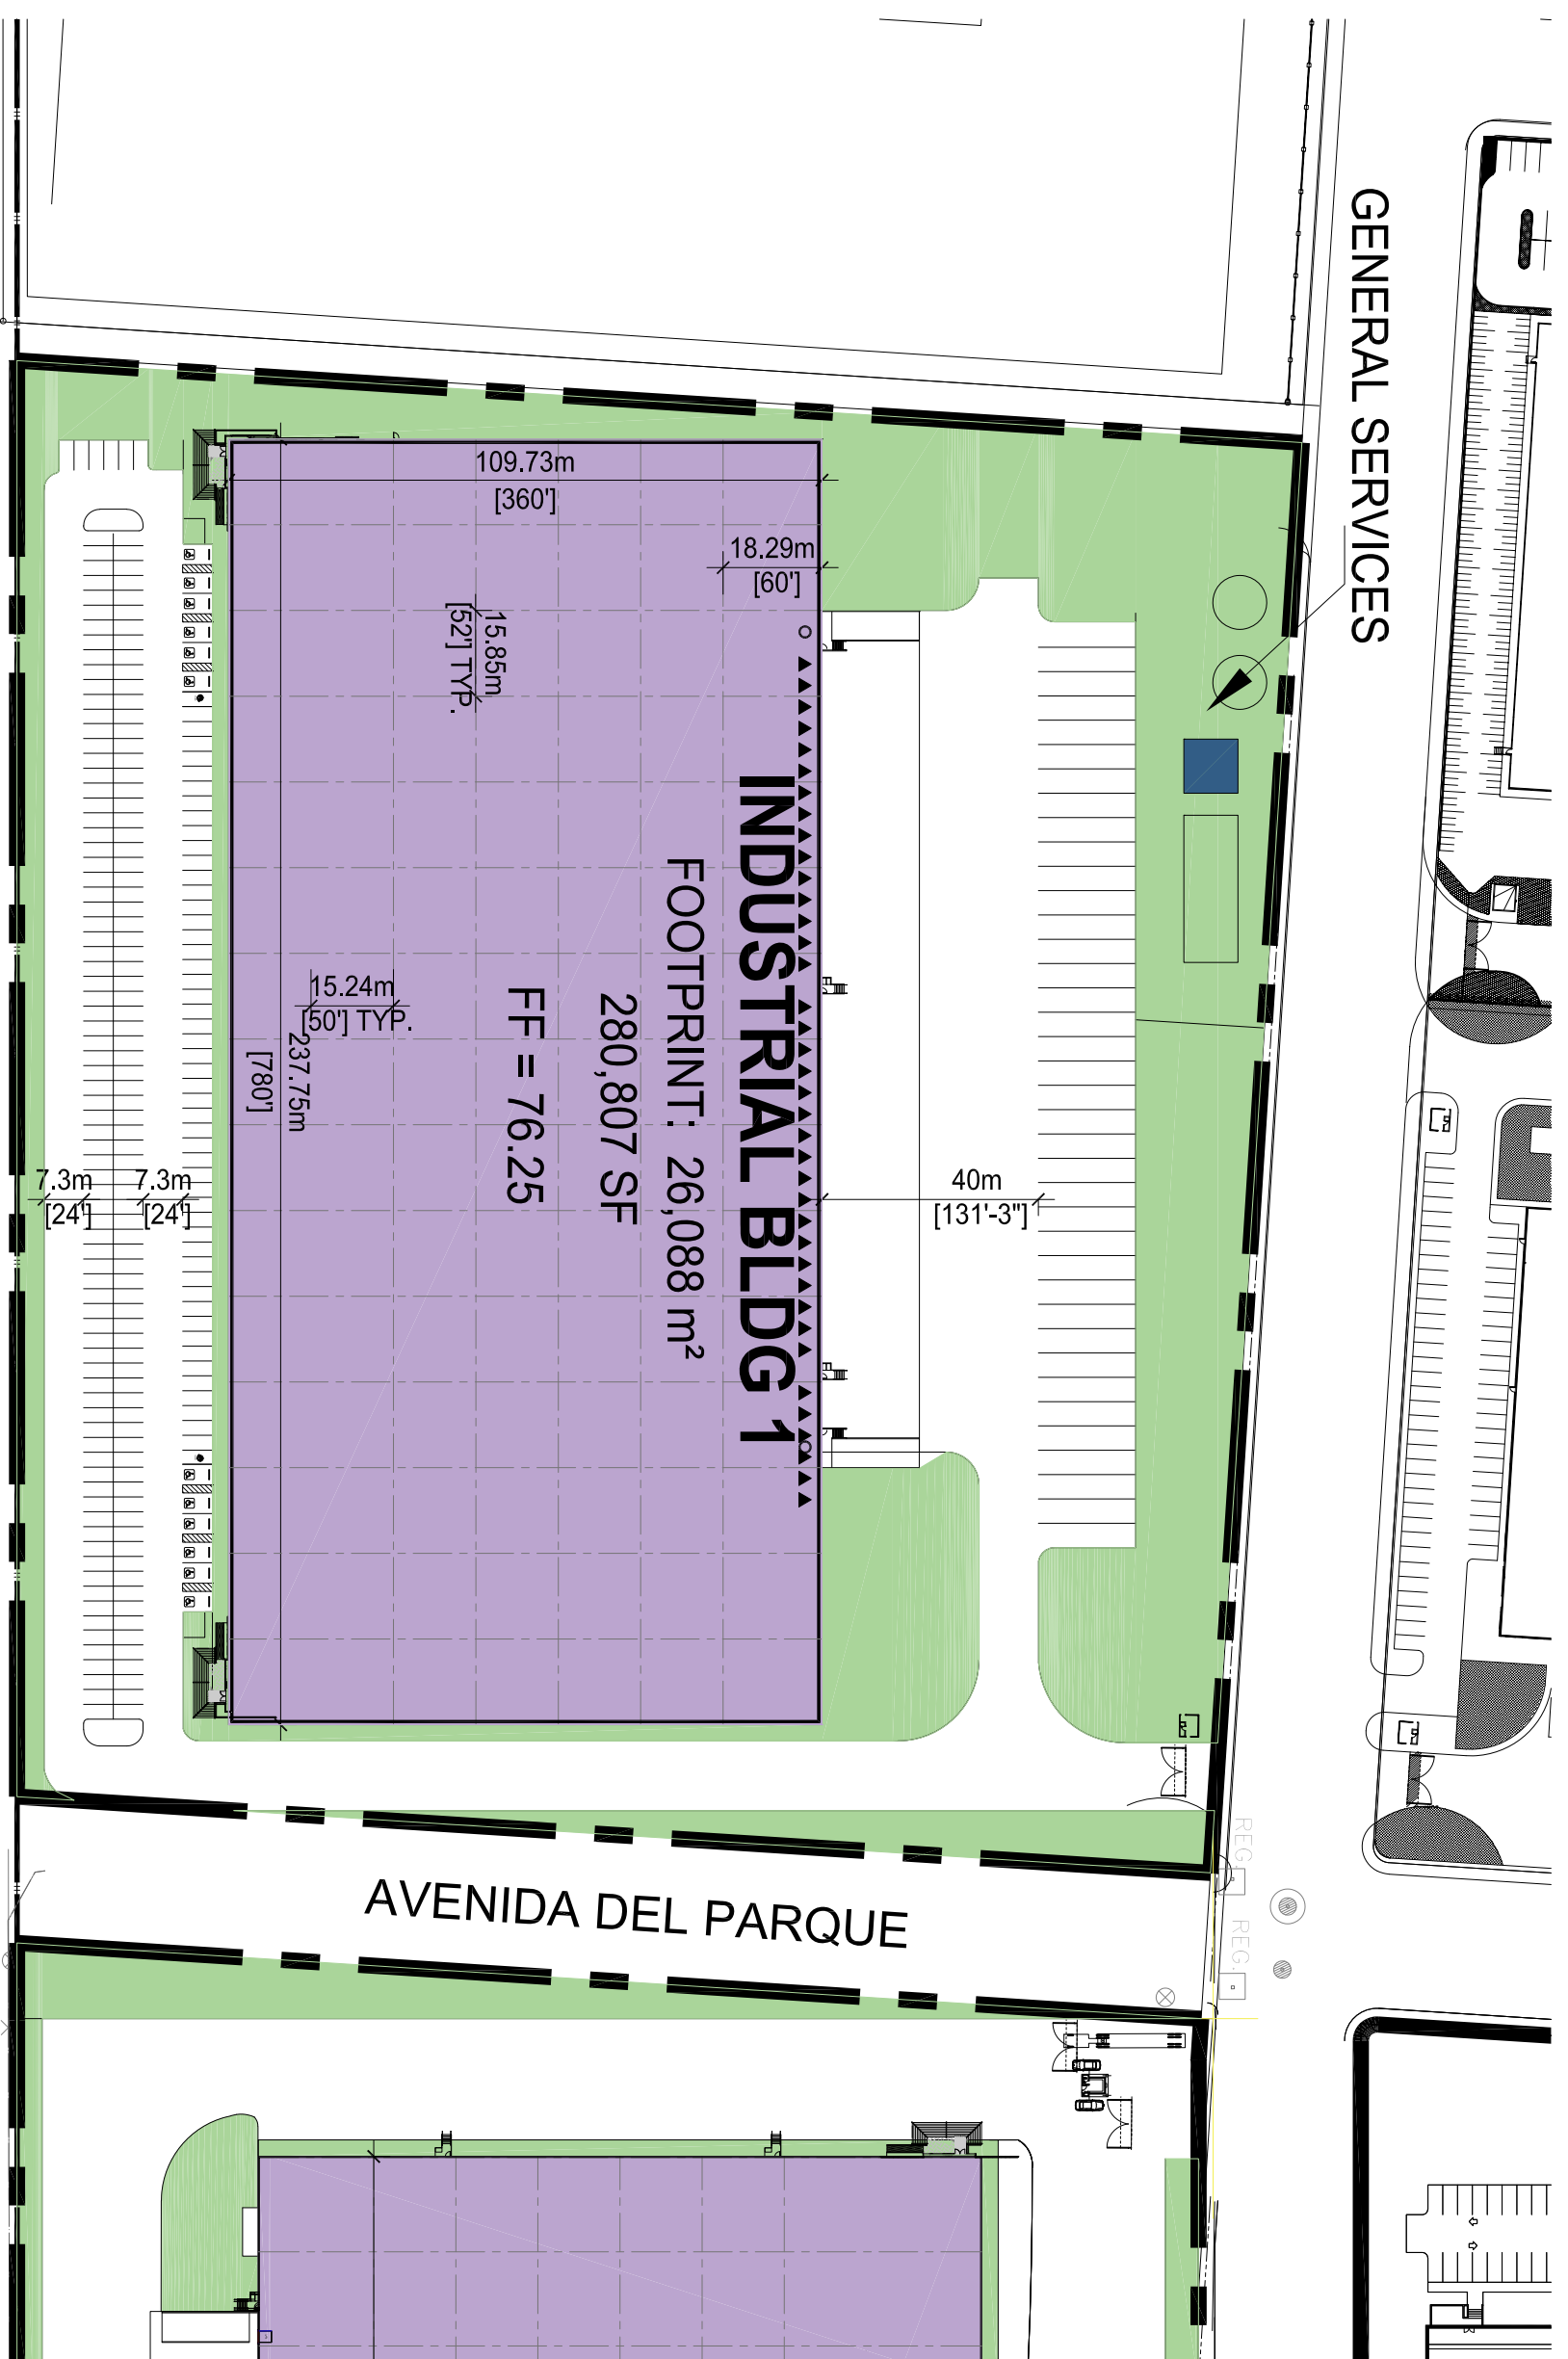 GENERAL SERVICES
109.73m
[360']
18.29m
[60']
15.85m
[52'] TYP.
INDUSTRIAL BLDG 1
FOOTPRINT: 26,088 m²
280,807 SF
FF = 76.25
15.24m
[50'] TYP.
237.75m
[780']
7.3m
[24']
7.3m
[24']
40m
[131'-3"]
REG.
REG.
AVENIDA DEL PARQUE